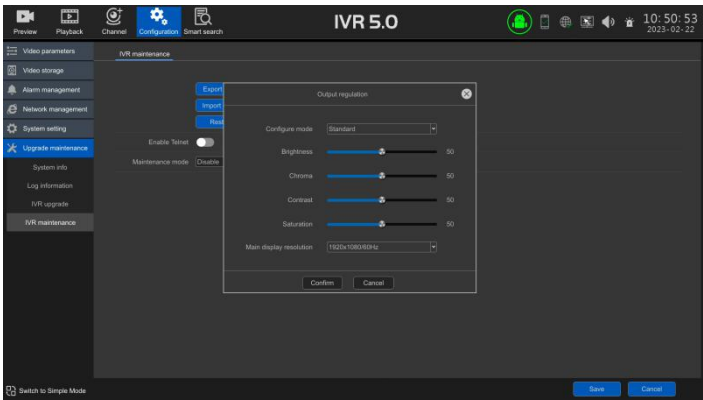 IVR 5.0
10:50:53
2023-02-22
Preview
Playback
Channel
Configuration
Smart search
Video parameters
Video storage
Alarm management
Network management
System setting
Upgrade maintenance
System info
Log information
IVR upgrade
IVR maintenance
IVR maintenance
Export
Import
Enable Telnet
Maintenance mode Disable
Output regulation
Configure mode Standard
Brightness 50
Chroma 50
Contrast 50
Saturation 50
Main display resolution 1920x1080/60Hz
Confirm Cancel
Save Cancel
Switch to Simple Mode